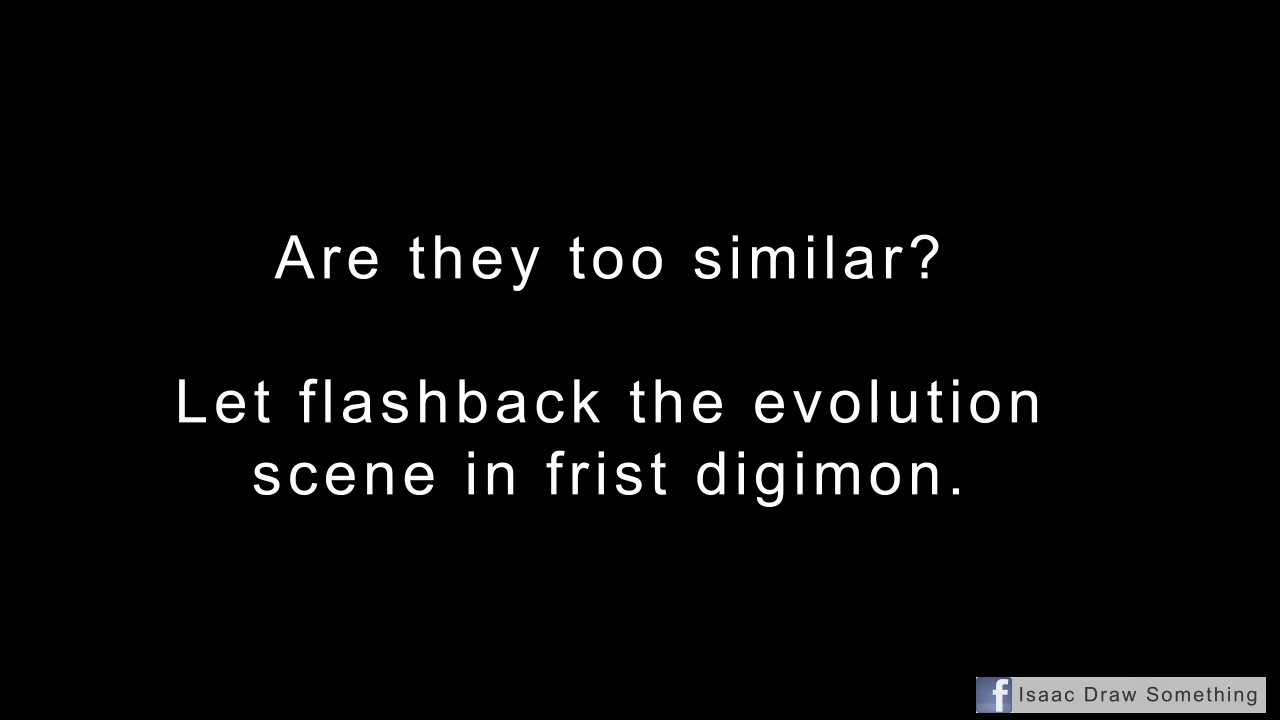 Are they too similar?
Let flashback the evolution
scene in frist digimon.
f Isaac Draw Something